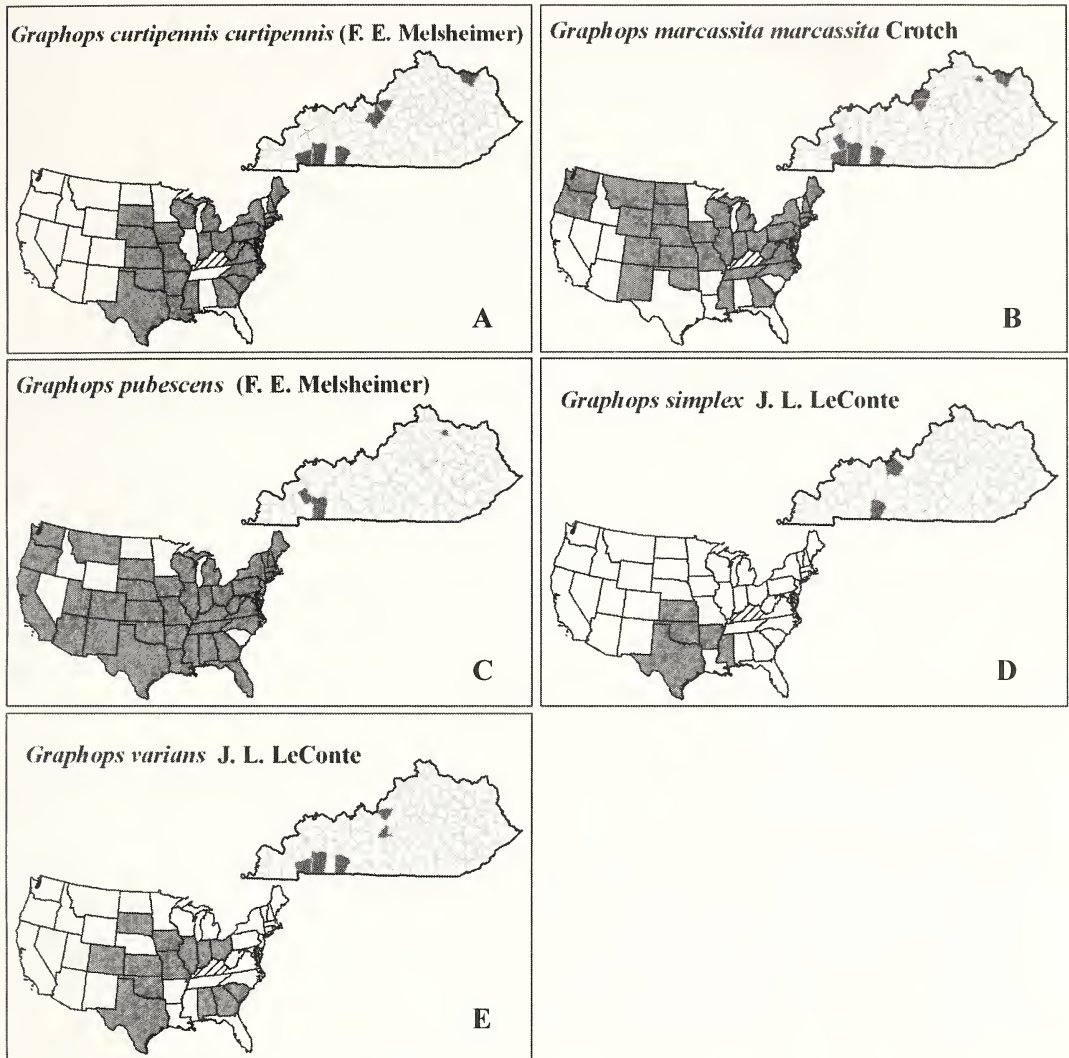 Graphops curtipennis curtipennis (F. E. Melsheimer)
A
Graphops marcassita marcassita Crotch
B
Graphops pubescens (F. E. Melsheimer)
C
Graphops simplex J. L. LeConte
D
Graphops varians J. L. LeConte
E